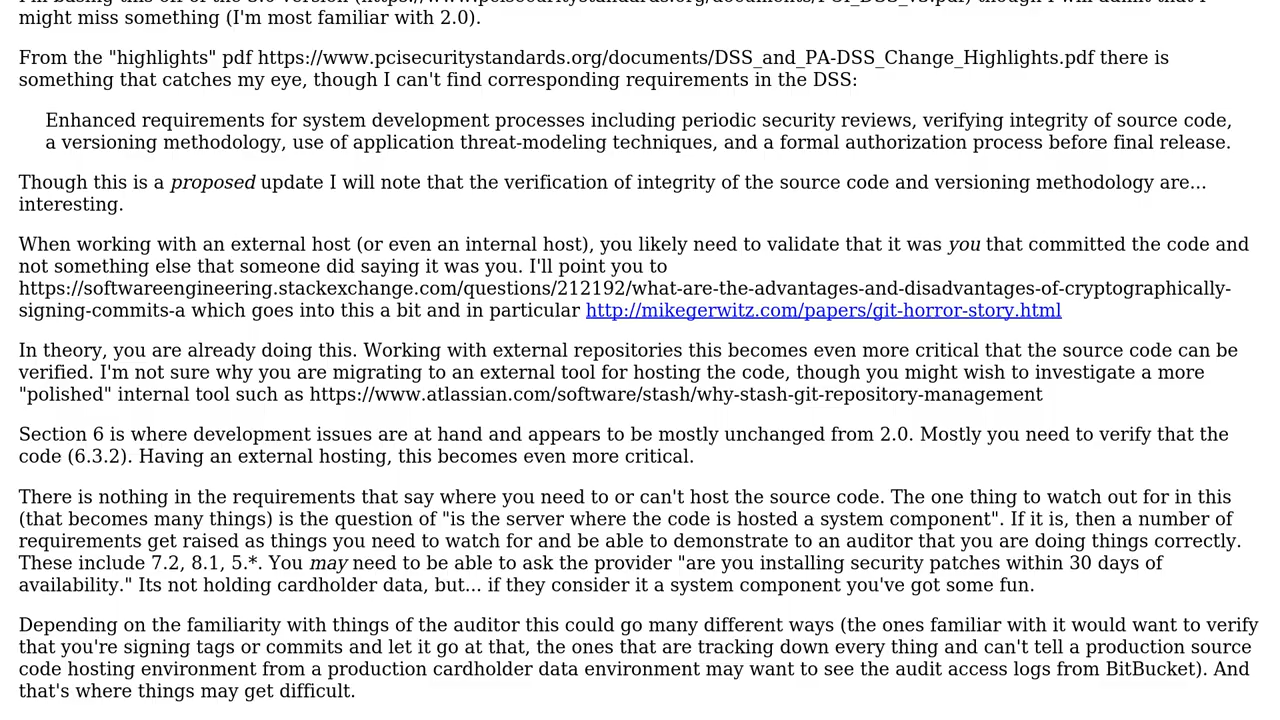 might miss something (I'm most familiar with 2.0).
From the "highlights" pdf https://www.pcisecuritystandards.org/documents/DSS_and_PA-DSS_Change_Highlights.pdf there is
something that catches my eye, though I can't find corresponding requirements in the DSS:
Enhanced requirements for system development processes including periodic security reviews, verifying integrity of source code,
a versioning methodology, use of application threat-modeling techniques, and a formal authorization process before final release.
Though this is a proposed update I will note that the verification of integrity of the source code and versioning methodology are...
interesting.
When working with an external host (or even an internal host), you likely need to validate that it was you that committed the code and
not something else that someone did saying it was you. I'll point you to
https://softwareengineering.stackexchange.com/questions/212192/what-are-the-advantages-and-disadvantages-of-cryptographically-
signing-commits-a which goes into this a bit and in particular http://mikegerwitz.com/papers/git-horror-story.html
In theory, you are already doing this. Working with external repositories this becomes even more critical that the source code can be
verified. I'm not sure why you are migrating to an external tool for hosting the code, though you might wish to investigate a more
"polished" internal tool such as https://www.atlassian.com/software/stash/why-stash-git-repository-management
Section 6 is where development issues are at hand and appears to be mostly unchanged from 2.0. Mostly you need to verify that the
code (6.3.2). Having an external hosting, this becomes even more critical.
There is nothing in the requirements that say where you need to or can't host the source code. The one thing to watch out for in this
(that becomes many things) is the question of "is the server where the code is hosted a system component". If it is, then a number of
requirements get raised as things you need to watch for and be able to demonstrate to an auditor that you are doing things correctly.
These include 7.2, 8.1, 5.*. You may need to be able to ask the provider "are you installing security patches within 30 days of
availability." Its not holding cardholder data, but... if they consider it a system component you've got some fun.
Depending on the familiarity with things of the auditor this could go many different ways (the ones familiar with it would want to verify
that you're signing tags or commits and let it go at that, the ones that are tracking down every thing and can't tell a production source
code hosting environment from a production cardholder data environment may want to see the audit access logs from BitBucket). And
that's where things may get difficult.